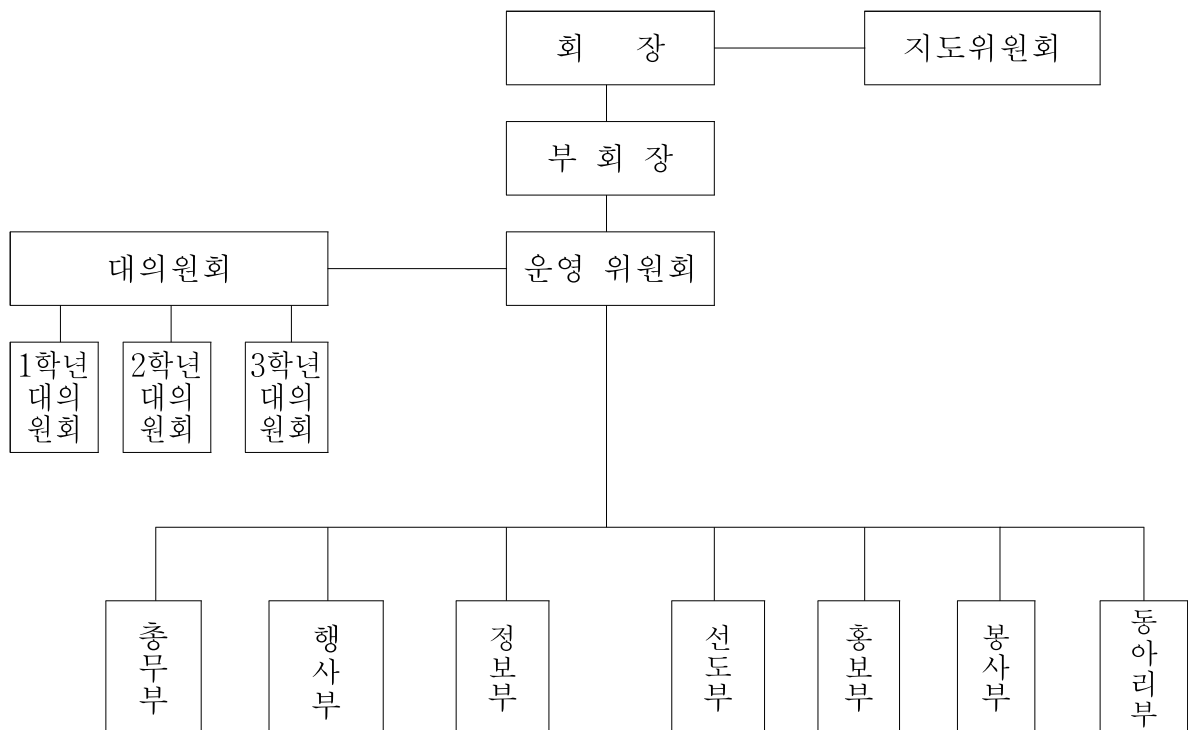 회 장
지도위원회
부 회 장
대의원회
운영 위원회
1학년
대의
원회
2학년
대의
원회
3학년
대의
원회
총무부
행사부
정보부
선도부
홍보부
봉사부
동아리부